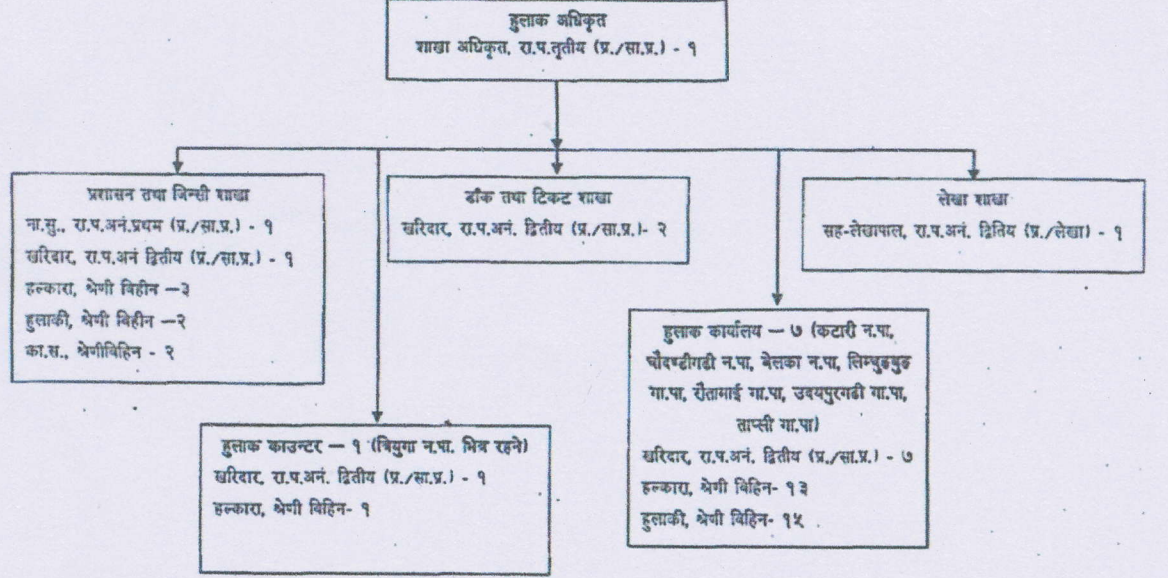 हुलाक अधिकृत
शाखा अधिकृत, रा.प.तृतीय (प्र./सा.प्र.) - १
प्रशासन तथा जिन्सी शाखा
ना.सु., रा.प.अनं.प्रथम (प्र./सा.प्र.) - १
खरिदार, रा.प.अनं द्वितीय (प्र./सा.प्र.) - १
हल्कारा, श्रेणी विहीन —३
हुलाकी, श्रेणी विहीन —२
का.स., श्रेणीविहिन - २
डाँक तथा टिकट शाखा
खरिदार, रा.प.अनं. द्वितीय (प्र./सा.प्र.)- २
लेखा शाखा
सह-लेखापाल, रा.प.अनं. द्वितिय (प्र./लेखा) - १
हुलाक काउन्टर — १ (त्रियुगा न.पा. भित्र रहने)
खरिदार, रा.प.अनं. द्वितीय (प्र./सा.प्र.) - १
हल्कारा, श्रेणी विहिन- १
हुलाक कार्यालय — ७ (कटारी न.पा,
चौदण्डीगढी न.पा, बेलका न.पा, लिम्चुङबुङ
गा.पा, रौतामाई गा.पा, उदयपुरगढी गा.पा,
ताप्ली गा.पा)
खरिदार, रा.प.अनं. द्वितीय (प्र./सा.प्र.) - ७
हल्कारा, श्रेणी विहिन- १३
हुलाकी, श्रेणी विहिन- १५